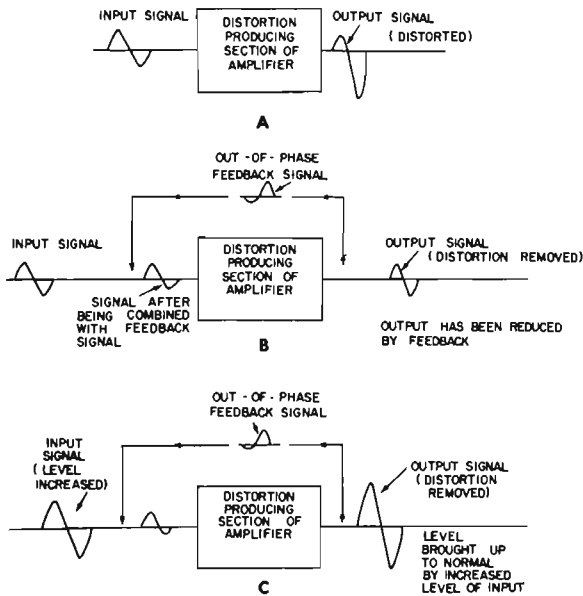 INPUT SIGNAL
DISTORTION
PRODUCING
SECTION OF
AMPLIFIER
OUTPUT SIGNAL
(DISTORTED)
A
OUT-OF-PHASE
FEEDBACK SIGNAL
INPUT SIGNAL
SIGNAL AFTER
BEING COMBINED
WITH FEEDBACK
SIGNAL
DISTORTION
PRODUCING
SECTION OF
AMPLIFIER
OUTPUT SIGNAL
(DISTORTION REMOVED)
OUTPUT HAS BEEN REDUCED
BY FEEDBACK
B
OUT-OF-PHASE
FEEDBACK SIGNAL
INPUT
SIGNAL
(LEVEL
INCREASED)
DISTORTION
PRODUCING
SECTION OF
AMPLIFIER
OUTPUT SIGNAL
(DISTORTION
REMOVED)
LEVEL
BROUGHT UP
TO NORMAL
BY INCREASED
LEVEL OF INPUT
C